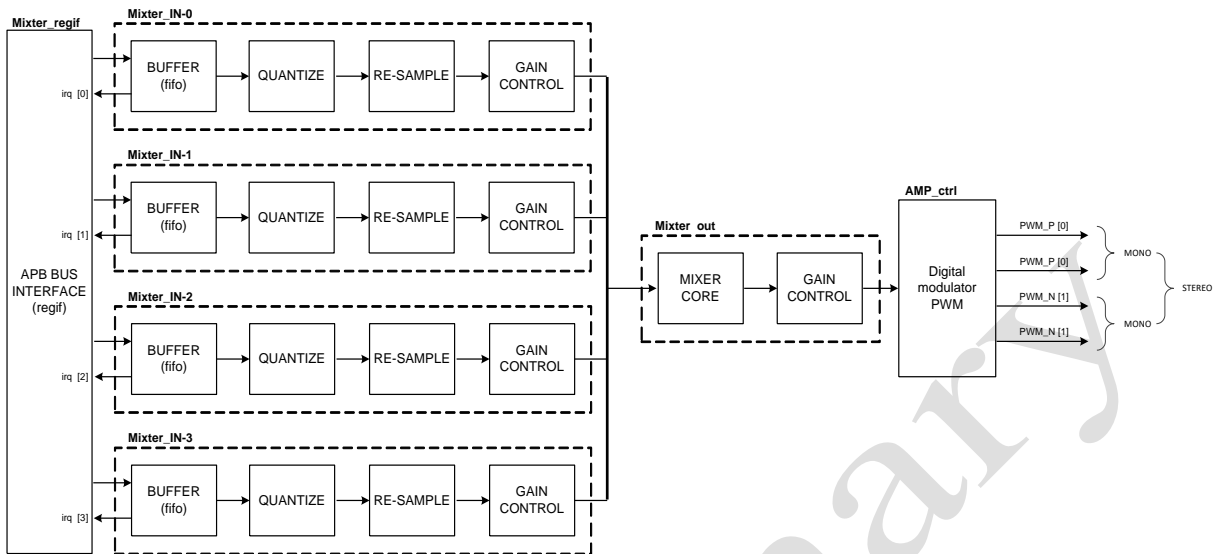 Mixter_regif
APB BUS
INTERFACE
(regif)
Mixter_IN-0
irq [0]
BUFFER
(fifo)
QUANTIZE
RE-SAMPLE
GAIN
CONTROL
Mixter_IN-1
irq [1]
BUFFER
(fifo)
QUANTIZE
RE-SAMPLE
GAIN
CONTROL
Mixter_IN-2
irq [2]
BUFFER
(fifo)
QUANTIZE
RE-SAMPLE
GAIN
CONTROL
Mixter_IN-3
irq [3]
BUFFER
(fifo)
QUANTIZE
RE-SAMPLE
GAIN
CONTROL
Mixter_out
MIXER
CORE
GAIN
CONTROL
AMP_ctrl
Digital
modulator
PWM
PWM_P [0]
PWM_P [0]
PWM_N [1]
PWM_N [1]
MONO
MONO
STEREO